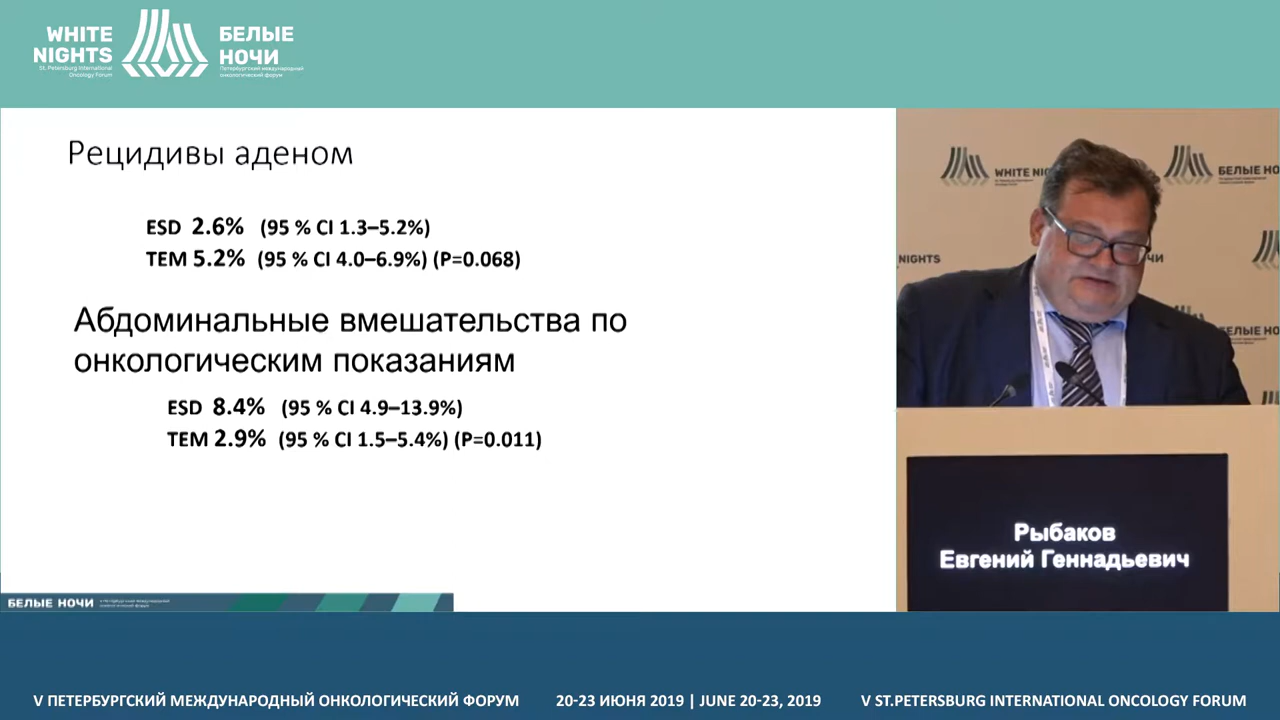 WHITE
NIGHTS
St. Petersburg International
Oncology Forum
БЕЛЫЕ
НОЧИ
Петербургский международный
онкологический форум
Рецидивы аденом
ESD 2.6% (95 % CI 1.3–5.2%)
TEM 5.2% (95 % CI 4.0–6.9%) (P=0.068)
Абдоминальные вмешательства по
онкологическим показаниям
ESD 8.4% (95 % CI 4.9–13.9%)
TEM 2.9% (95 % CI 1.5–5.4%) (P=0.011)
WHITE NIG
БЕЛЫЕ НО
NIGHTS
ЧИ
ЕЛЫЕ НО
Рыбаков
Евгений Геннадьевич
БЕЛЫЕ НОЧИ
V ПЕТЕРБУРГСКИЙ МЕЖДУНАРОДНЫЙ ОНКОЛОГИЧЕСКИЙ ФОРУМ 20-23 ИЮНЯ 2019 | JUNE 20-23, 2019 V ST.PETERSBURG INTERNATIONAL ONCOLOGY FORUM